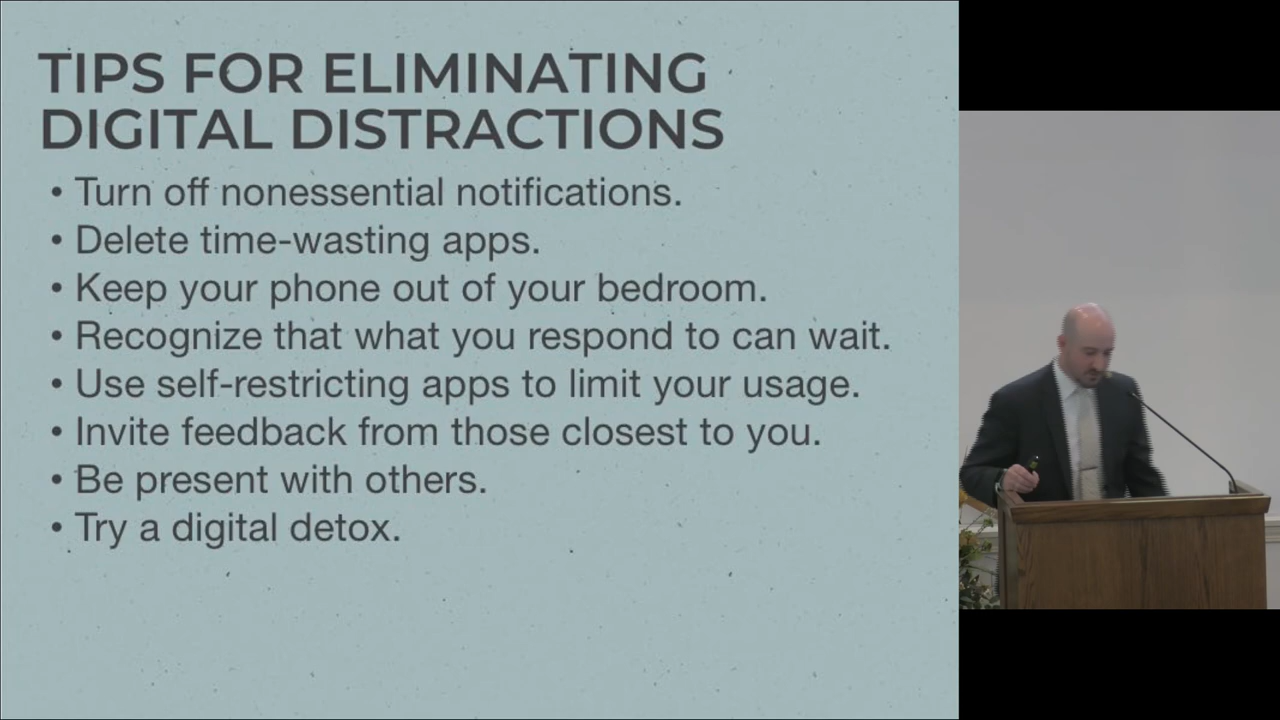 TIPS FOR ELIMINATING
DIGITAL DISTRACTIONS
• Turn off nonessential notifications.
• Delete time-wasting apps.
• Keep your phone out of your bedroom.
• Recognize that what you respond to can wait.
• Use self-restricting apps to limit your usage.
• Invite feedback from those closest to you.
• Be present with others.
• Try a digital detox.